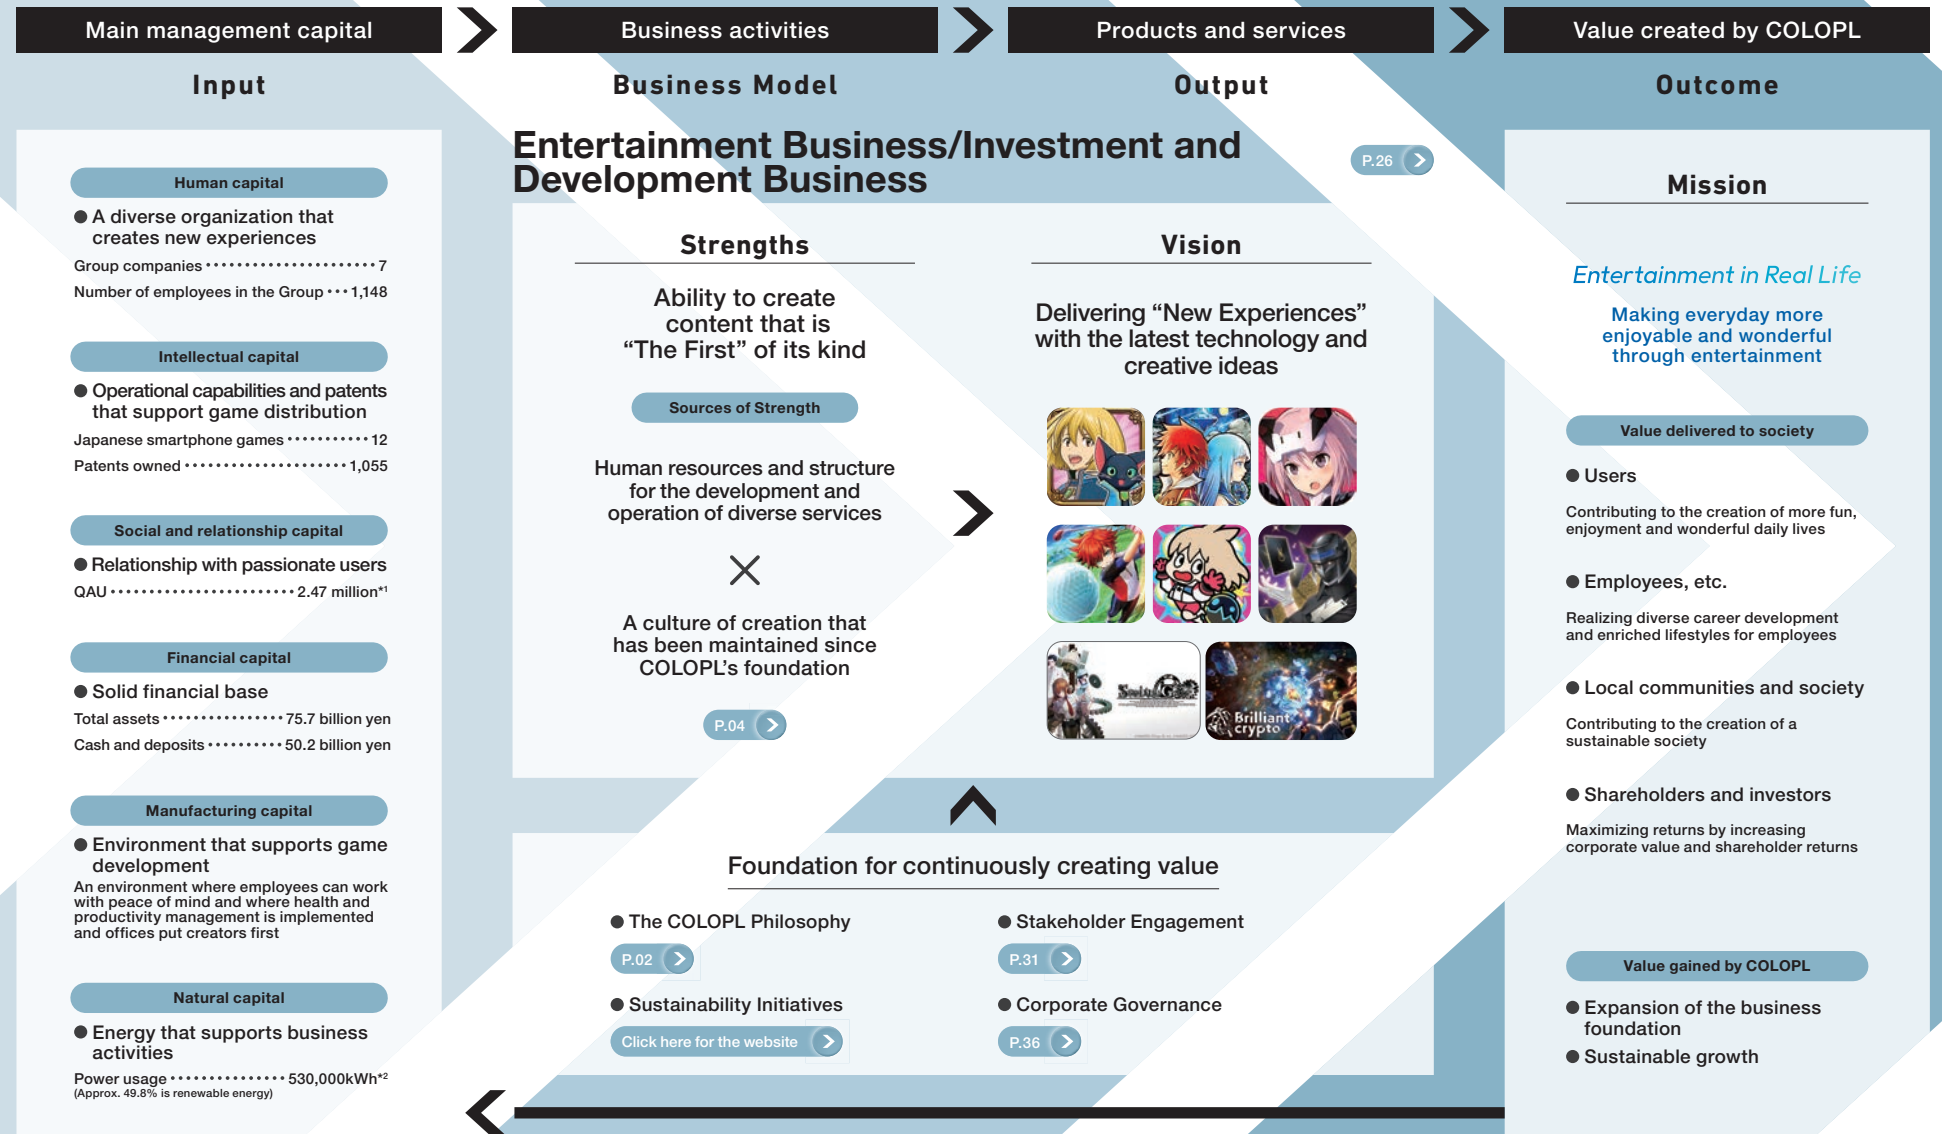 Main management capital
Business activities
Products and services
Value created by COLOPL
Input
Business Model
Output
Outcome
Human capital
● A diverse organization that
creates new experiences
Group companies ······················ 7
Number of employees in the Group ··· 1,148
Intellectual capital
● Operational capabilities and patents
that support game distribution
Japanese smartphone games ··········· 12
Patents owned ····················· 1,055
Social and relationship capital
● Relationship with passionate users
QAU ························ 2.47 million*1
Financial capital
● Solid financial base
Total assets ················ 75.7 billion yen
Cash and deposits ·········· 50.2 billion yen
Manufacturing capital
● Environment that supports game
development
An environment where employees can work
with peace of mind and where health and
productivity management is implemented
and offices put creators first
Natural capital
● Energy that supports business
activities
Power usage ··············· 530,000kWh*2
(Approx. 49.8% is renewable energy)
Entertainment Business/Investment and
Development Business
P.26
Strengths
Ability to create
content that is
“The First” of its kind
Sources of Strength
Human resources and structure
for the development and
operation of diverse services
×
A culture of creation that
has been maintained since
COLOPL’s foundation
P.04
Vision
Delivering “New Experiences”
with the latest technology and
creative ideas
Brilliant
crypto
Foundation for continuously creating value
● The COLOPL Philosophy
P.02
● Stakeholder Engagement
P.31
● Sustainability Initiatives
Click here for the website
● Corporate Governance
P.36
Mission
Entertainment in Real Life
Making everyday more
enjoyable and wonderful
through entertainment
Value delivered to society
● Users
Contributing to the creation of more fun,
enjoyment and wonderful daily lives
● Employees, etc.
Realizing diverse career development
and enriched lifestyles for employees
● Local communities and society
Contributing to the creation of a
sustainable society
● Shareholders and investors
Maximizing returns by increasing
corporate value and shareholder returns
Value gained by COLOPL
● Expansion of the business
foundation
● Sustainable growth